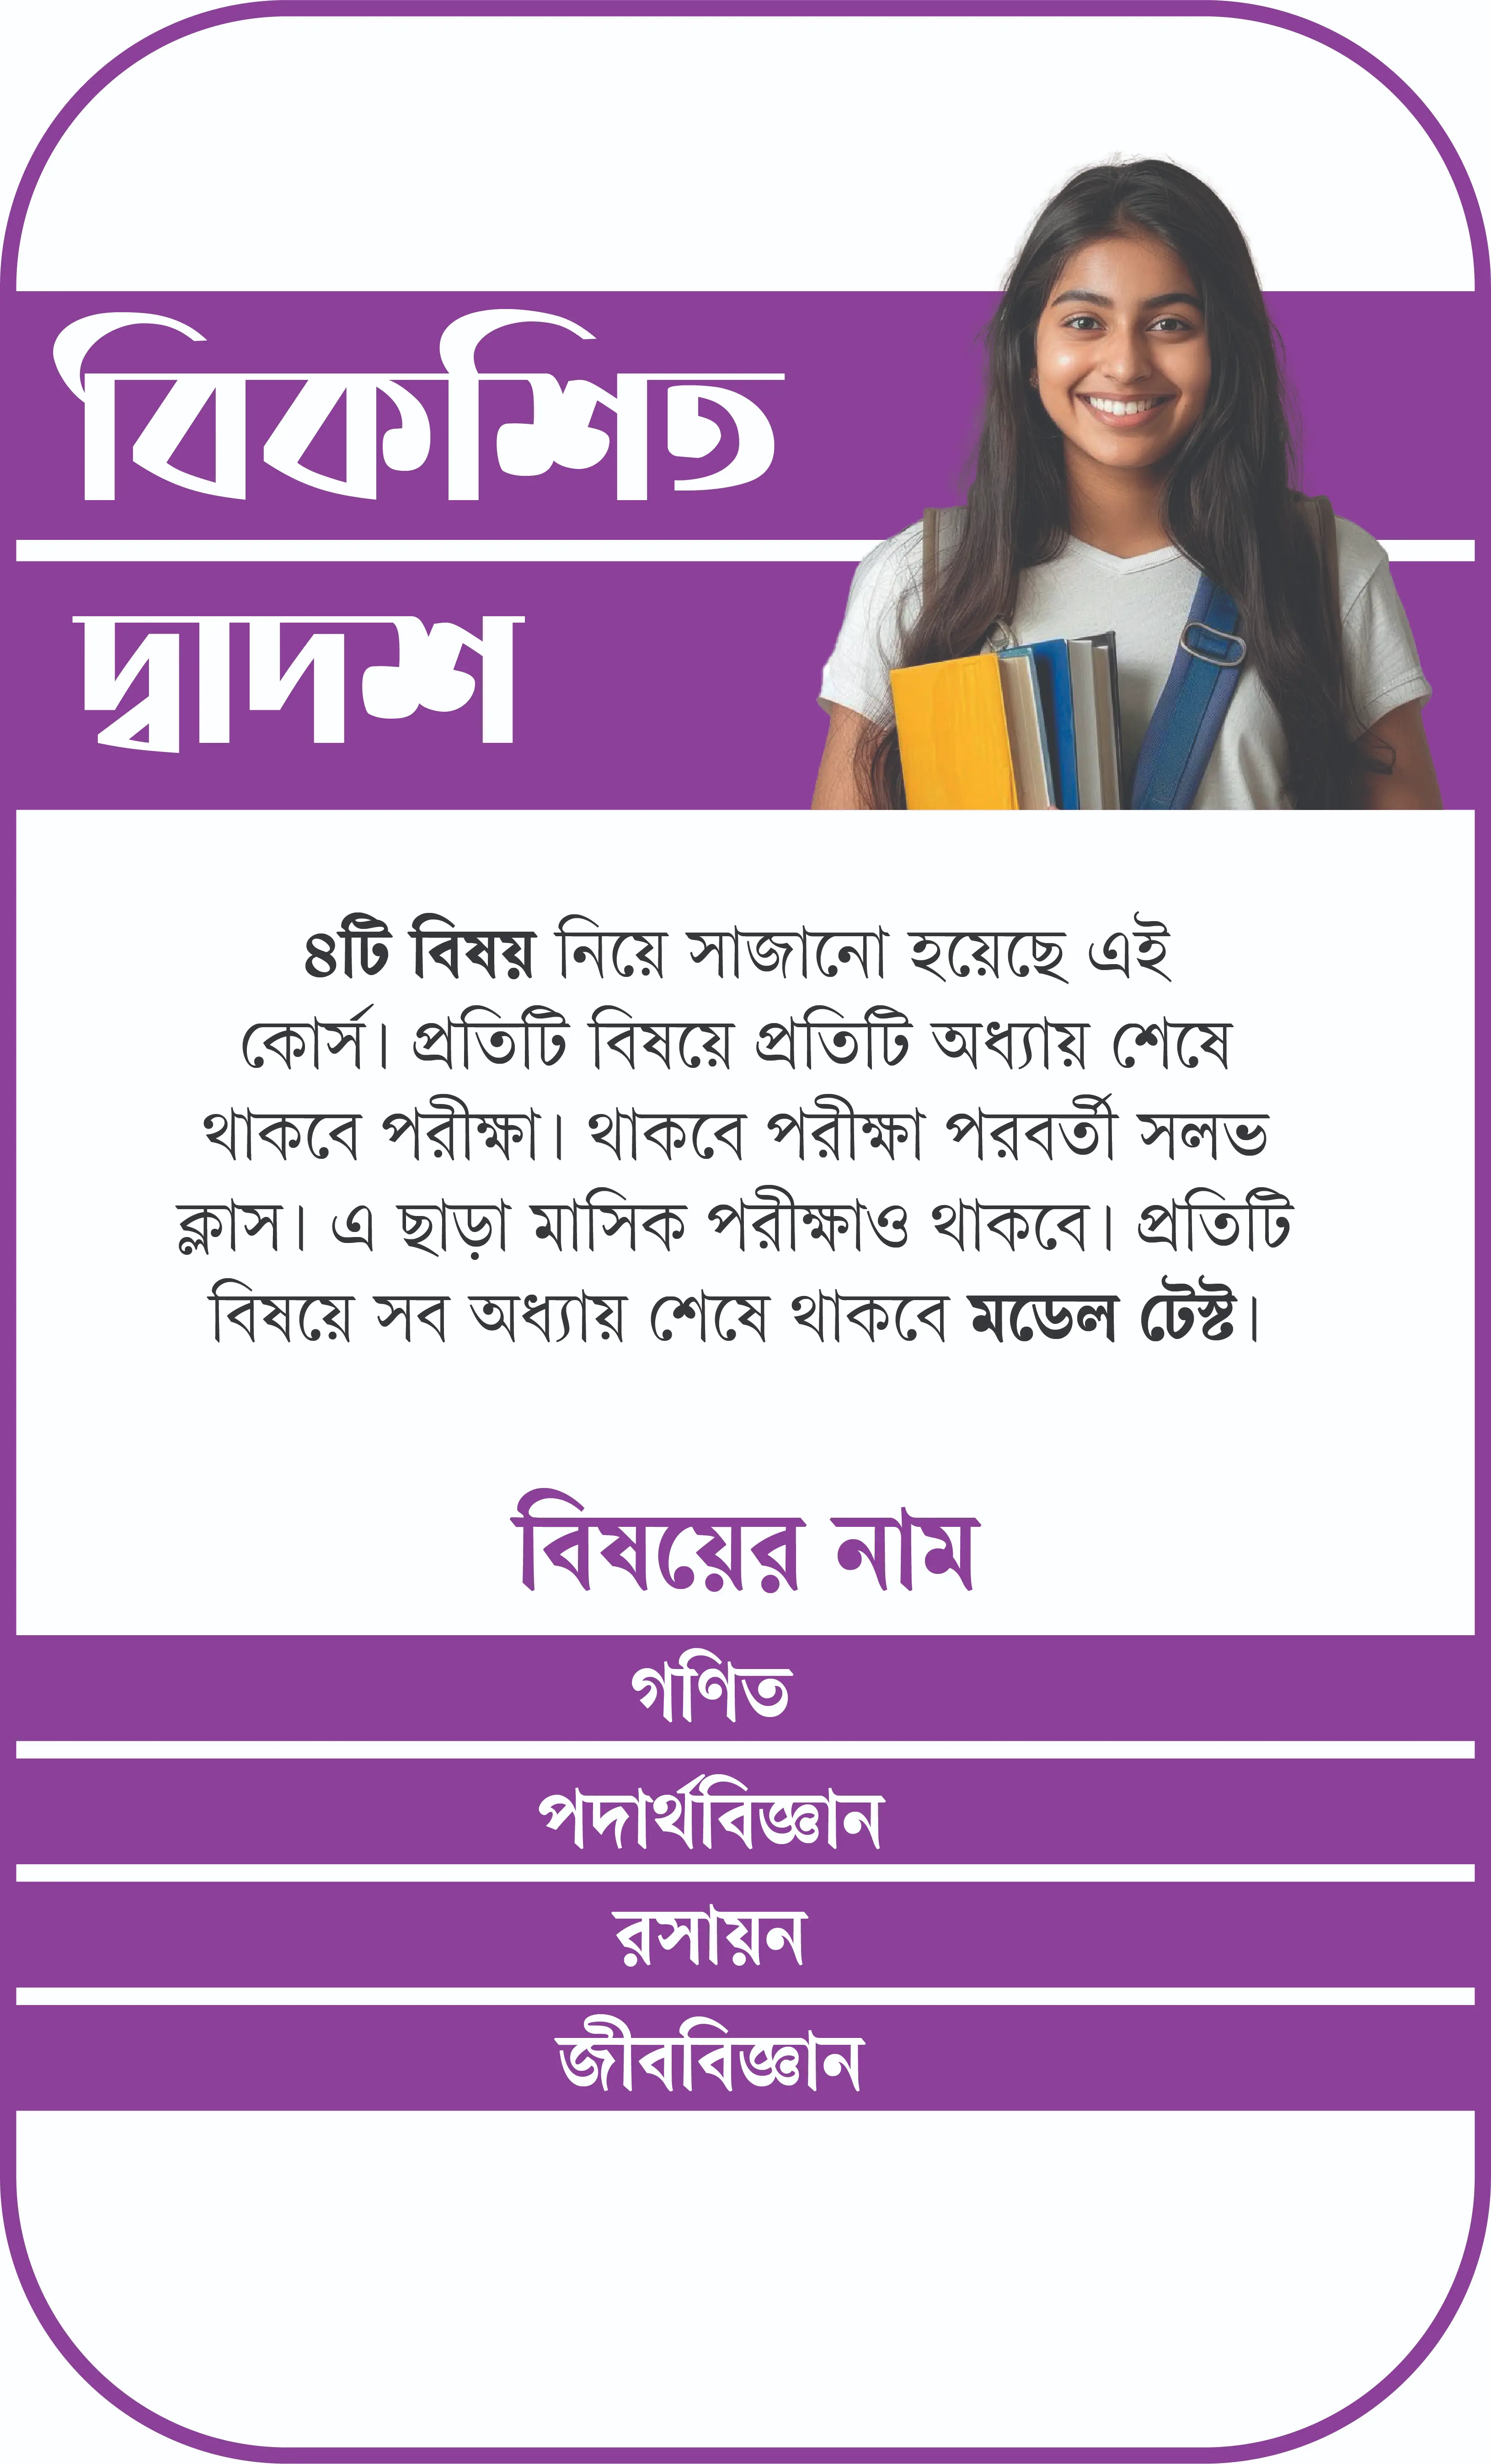 বিকশিত
দ্বাদশ
৪টি বিষয় নিয়ে সাজানো হয়েছে এই
কোর্স। প্রতিটি বিষয়ে প্রতিটি অধ্যায় শেষে
থাকবে পরীক্ষা। থাকবে পরীক্ষা পরবর্তী সলভ
ক্লাস। এ ছাড়া মাসিক পরীক্ষাও থাকবে। প্রতিটি
বিষয়ে সব অধ্যায় শেষে থাকবে মডেল টেস্ট।
বিষয়ের নাম
গণিত
পদার্থবিজ্ঞান
রসায়ন
জীববিজ্ঞান